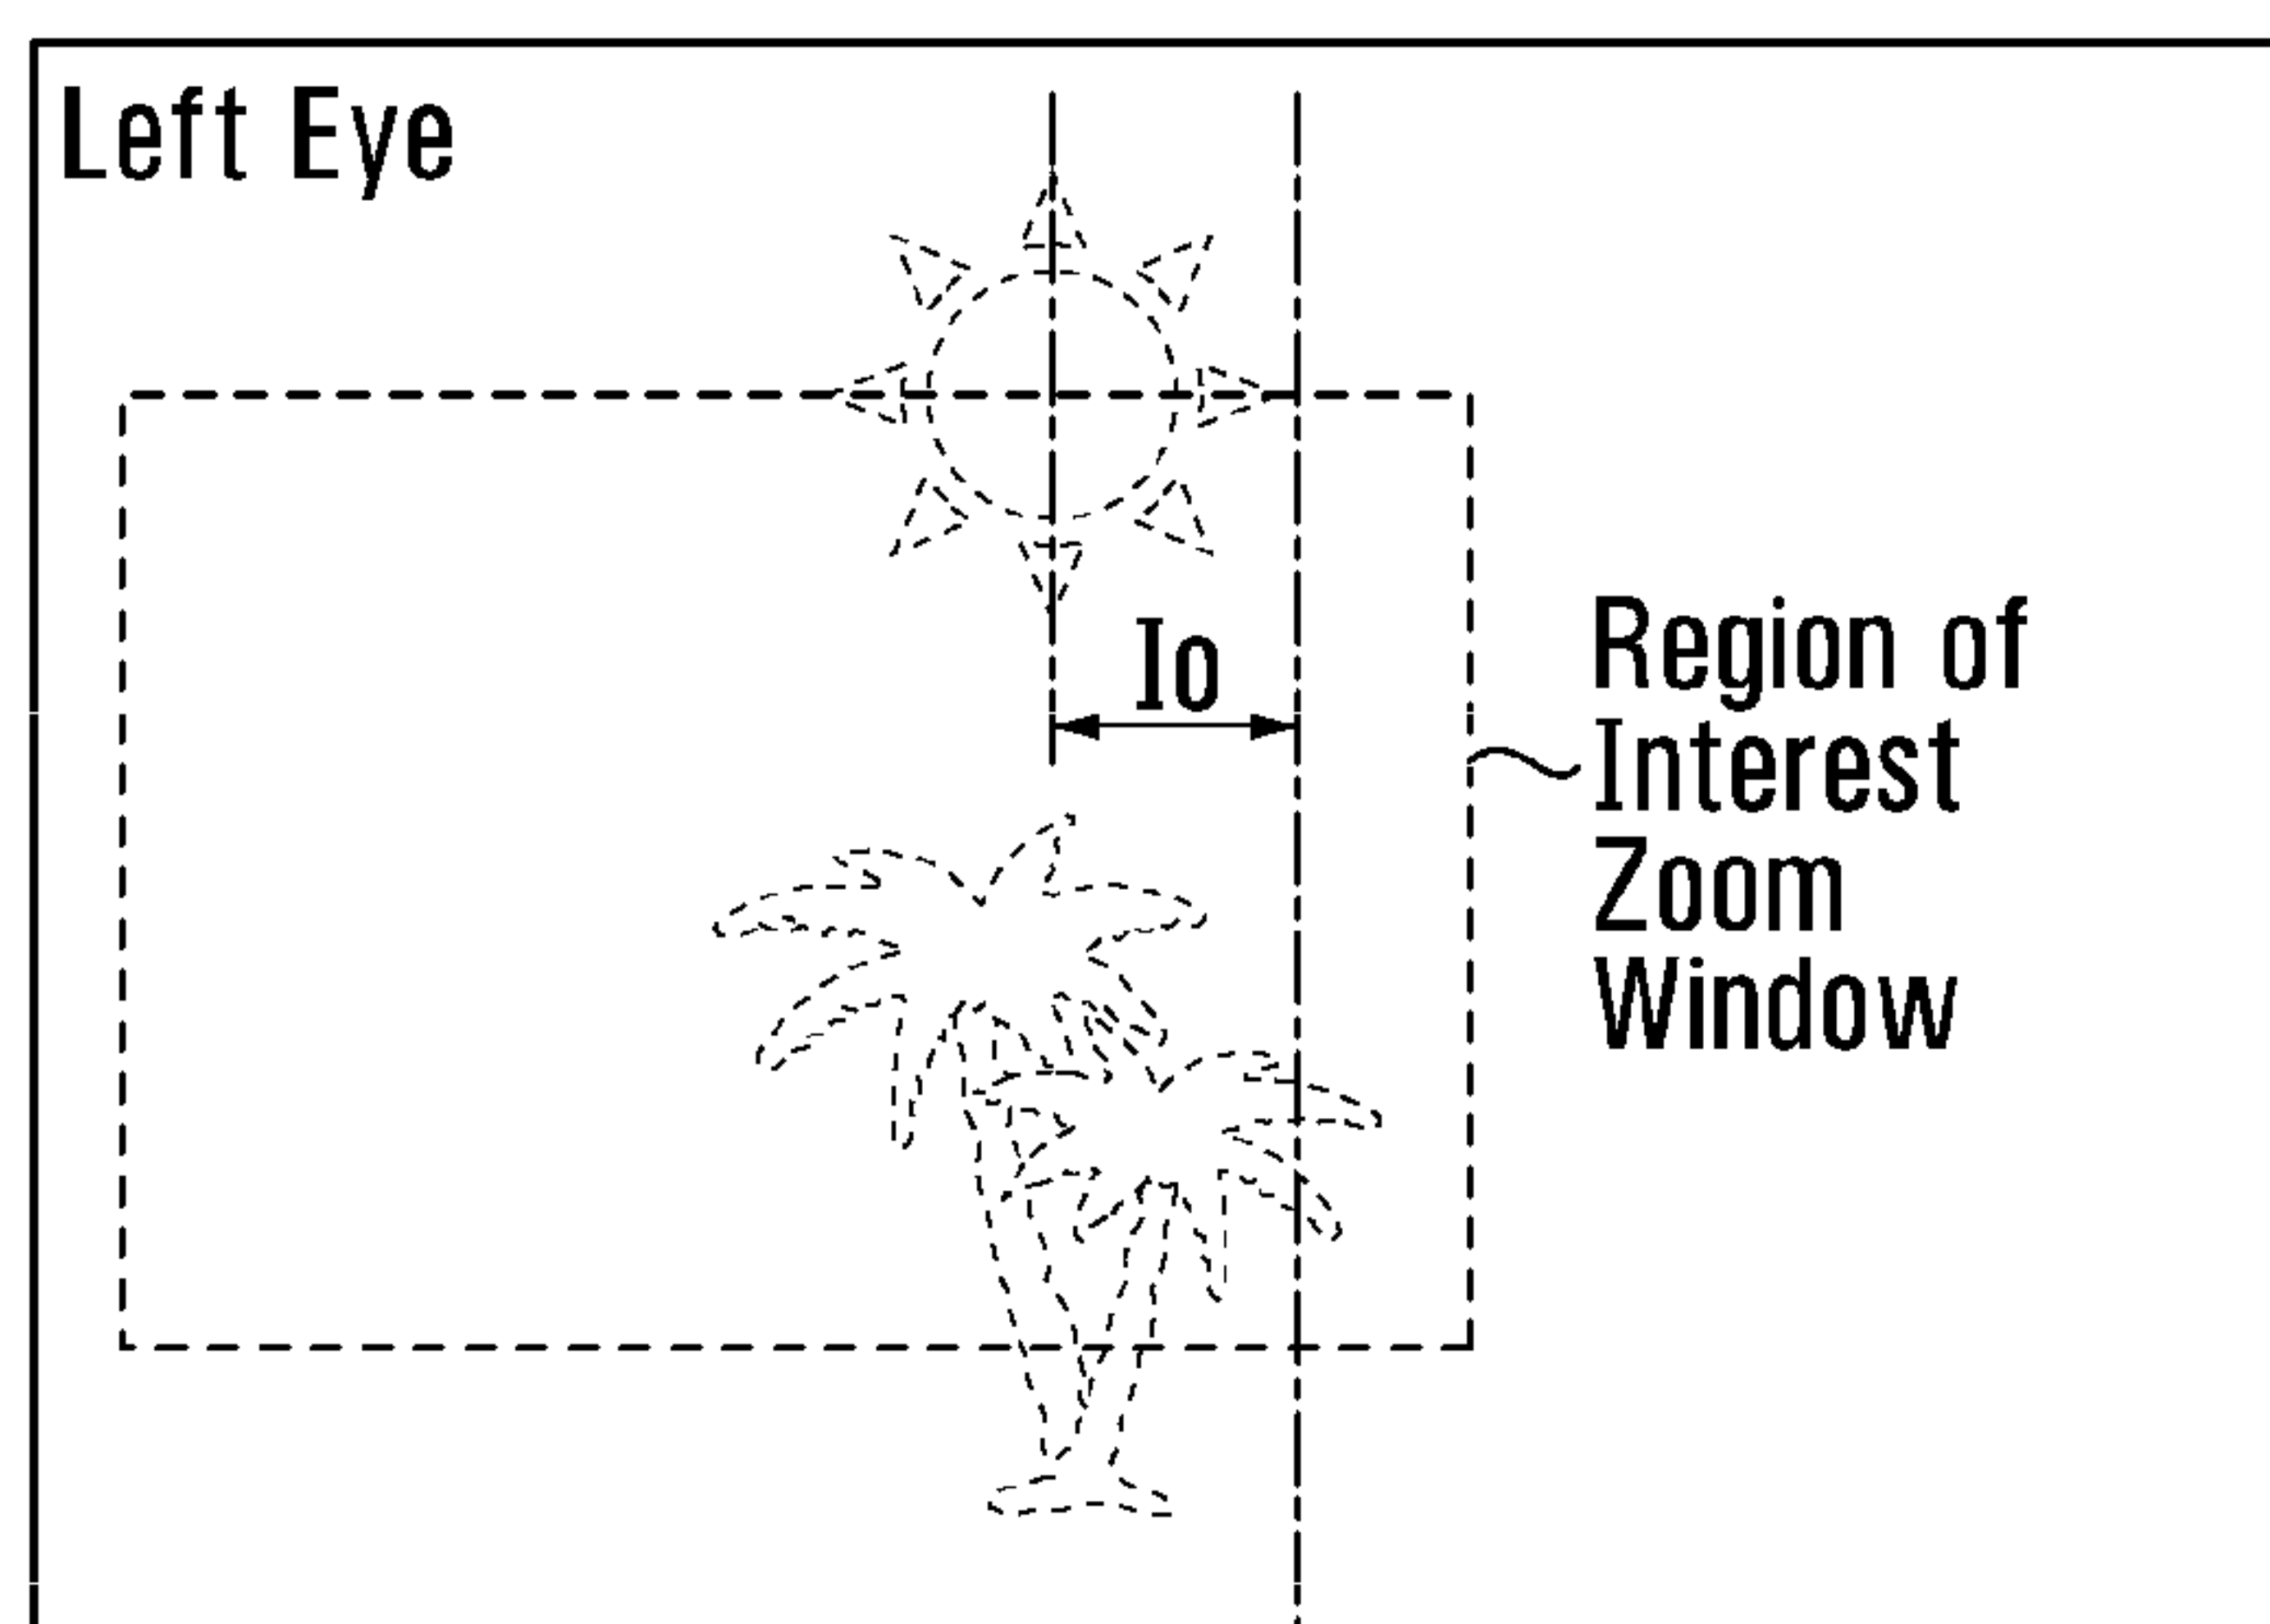 Left Eye
Io
Region of
Interest
Zoom
Window